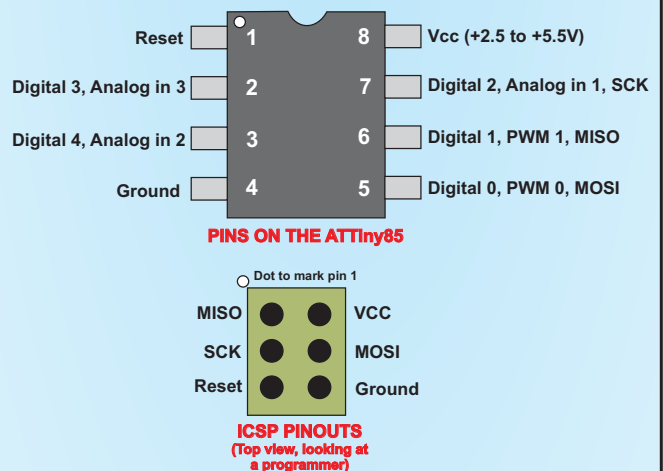 Reset 1 8 Vcc (+2.5 to +5.5V)
Digital 3, Analog in 3 2 7 Digital 2, Analog in 1, SCK
Digital 4, Analog in 2 3 6 Digital 1, PWM 1, MISO
Ground 4 5 Digital 0, PWM 0, MOSI
PINS ON THE ATTIny85
Dot to mark pin 1
MISO VCC
SCK MOSI
Reset Ground
ICSP PINOUTS
(Top view, looking at
a programmer)